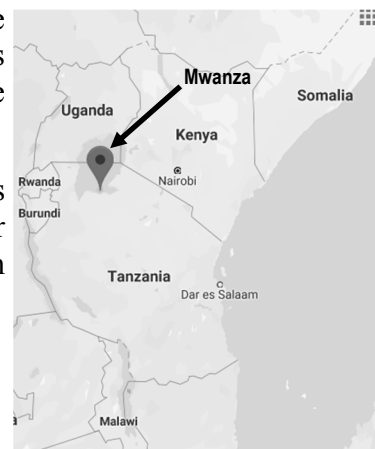 Mwanza
Somalia
Uganda
Kenya
Rwanda
Nairobi
Burundi
Tanzania
Dar es Salaam
Malawi